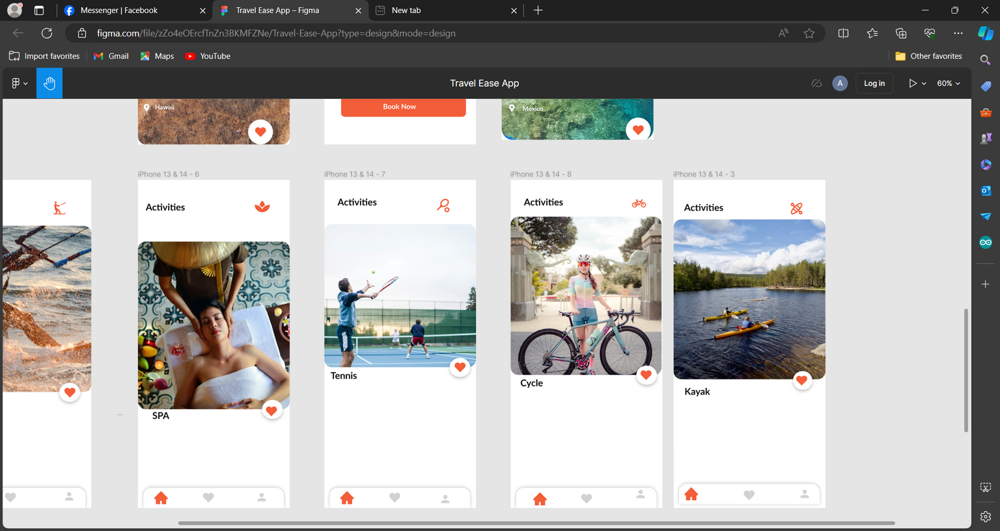 Messenger | Facebook
Travel Ease App – Figma
New tab
figma.com/file/zZo4eOErcfTnZn3BKMFZNe/Travel-Ease-App?type=design&mode=design
Import favorites
Gmail
Maps
YouTube
Other favorites
Travel Ease App
A
Log in
60%
Hawaii
Book Now
Mexico
iPhone 13 & 14 - 6
iPhone 13 & 14 - 7
iPhone 13 & 14 - 8
iPhone 13 & 14 - 3
Activities
Activities
Activities
Activities
SPA
Tennis
Cycle
Kayak